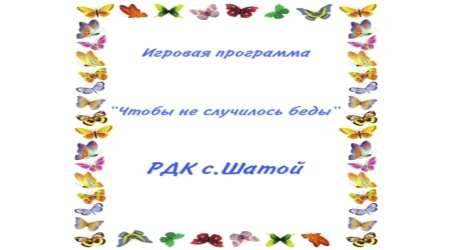 Игровая программа
"Чтобы не случилось беды"
РДК с.Шатой